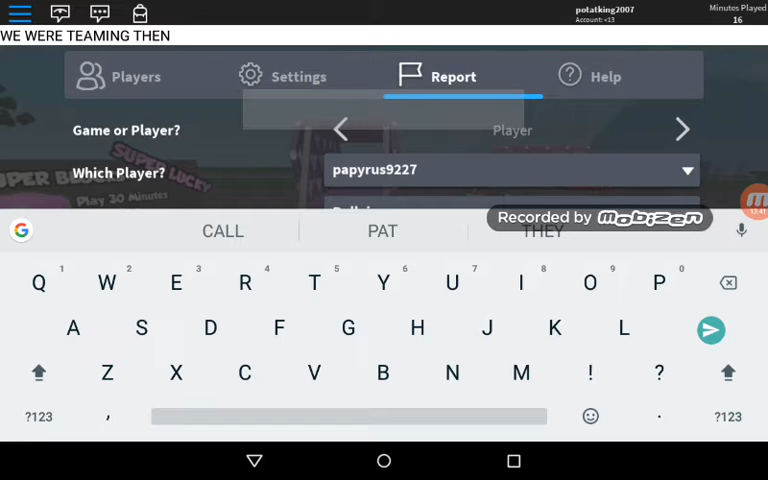 potatking2007
Account: <13
Minutes Played
16
WE WERE TEAMING THEN
Players
Settings
Report
Help
Game or Player?
Player
SUPER LUCKY
Play 30 Minutes
Which Player?
papyrus9227
12:41
Recorded by mobizen
G CALL PAT THEY
1 2 3 4 5 6 7 8 9 0
Q W E R T Y U I O P
A S D F G H J K L
Z X C V B N M ! ?
?123 , . ?123